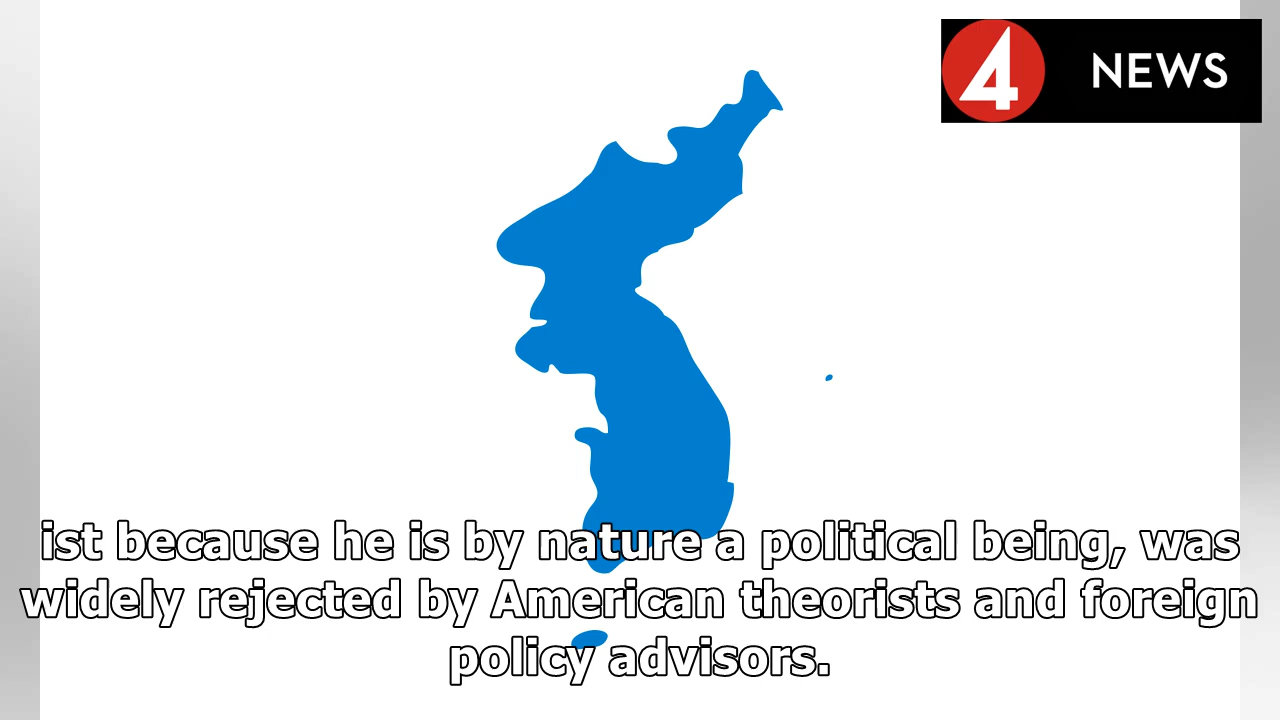 4 NEWS
ist because he is by nature a political being, was
widely rejected by American theorists and foreign
policy advisors.